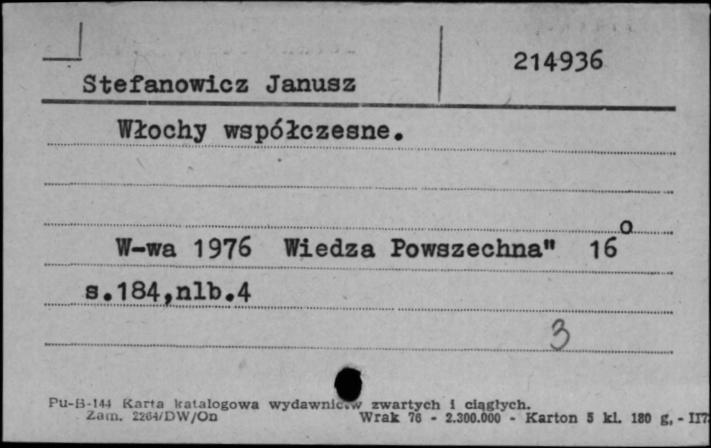 214936
Stefanowicz Janusz
Włochy współczesne.
W-wa 1976 Wiedza Powszechna" 16°
s.184,nlb.4
3
Pu-B-144 Karta katalogowa wydawnictw zwartych i ciągłych.
Zam. 2264/DW/On Wrak 76 - 2.300.000 - Karton 5 kl. 180 g, - II7